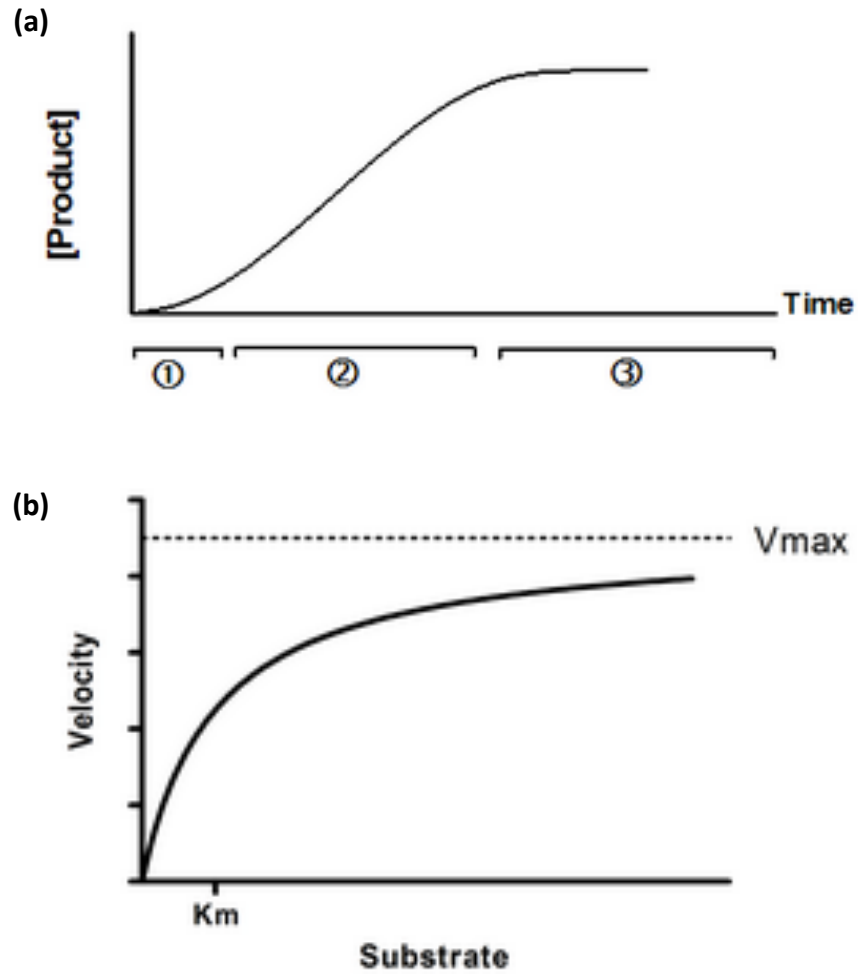 (a)
[Product]
Time
① ② ③
(b)
Vmax
Velocity
Km
Substrate